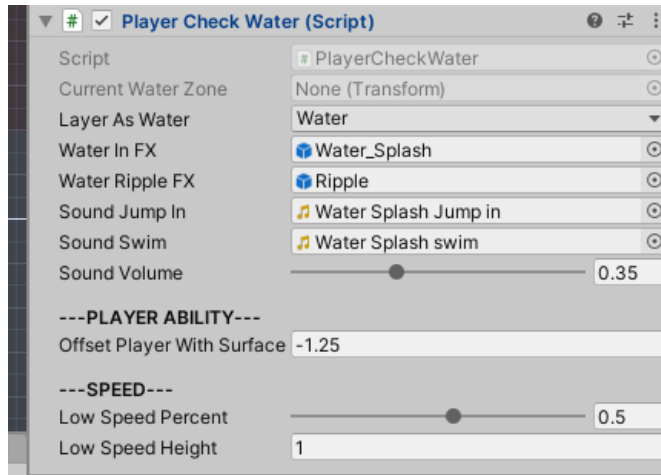 Player Check Water (Script)
Script PlayerCheckWater
Current Water Zone None (Transform)
Layer As Water Water
Water In FX Water_Splash
Water Ripple FX Ripple
Sound Jump In Water Splash Jump in
Sound Swim Water Splash swim
Sound Volume 0.35
---PLAYER ABILITY---
Offset Player With Surface -1.25
---SPEED---
Low Speed Percent 0.5
Low Speed Height 1